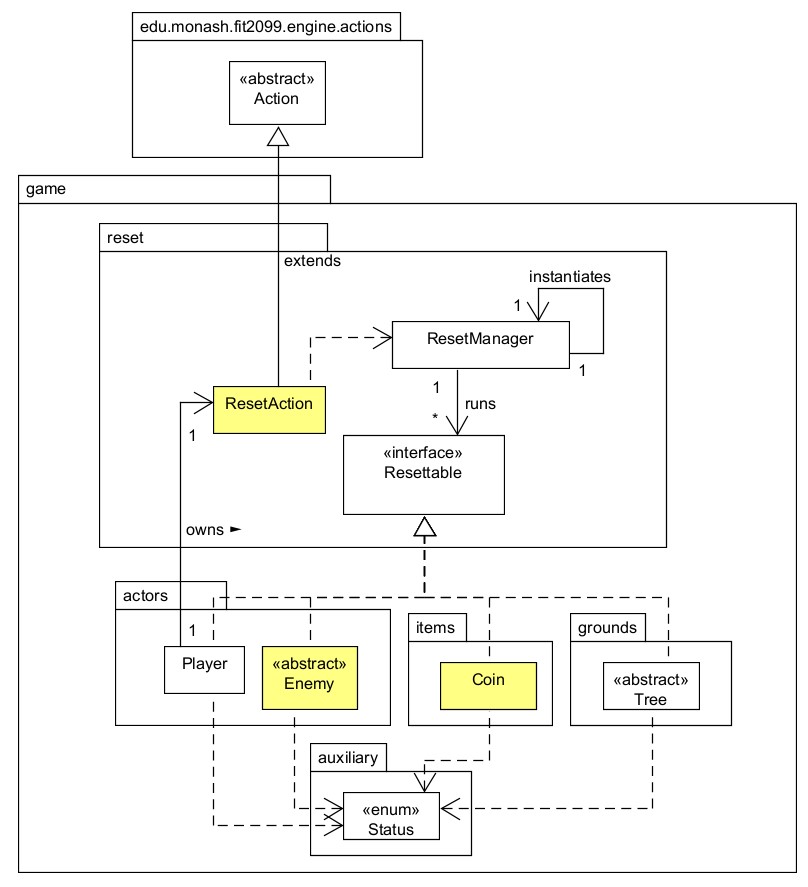 edu.monash.fit2099.engine.actions
«abstract»
Action
game
reset
extends
instantiates
1
ResetManager
1
ResetAction
1
runs
*
1
«interface»
Resettable
owns ►
actors
1
Player
«abstract»
Enemy
items
Coin
grounds
«abstract»
Tree
auxiliary
«enum»
Status